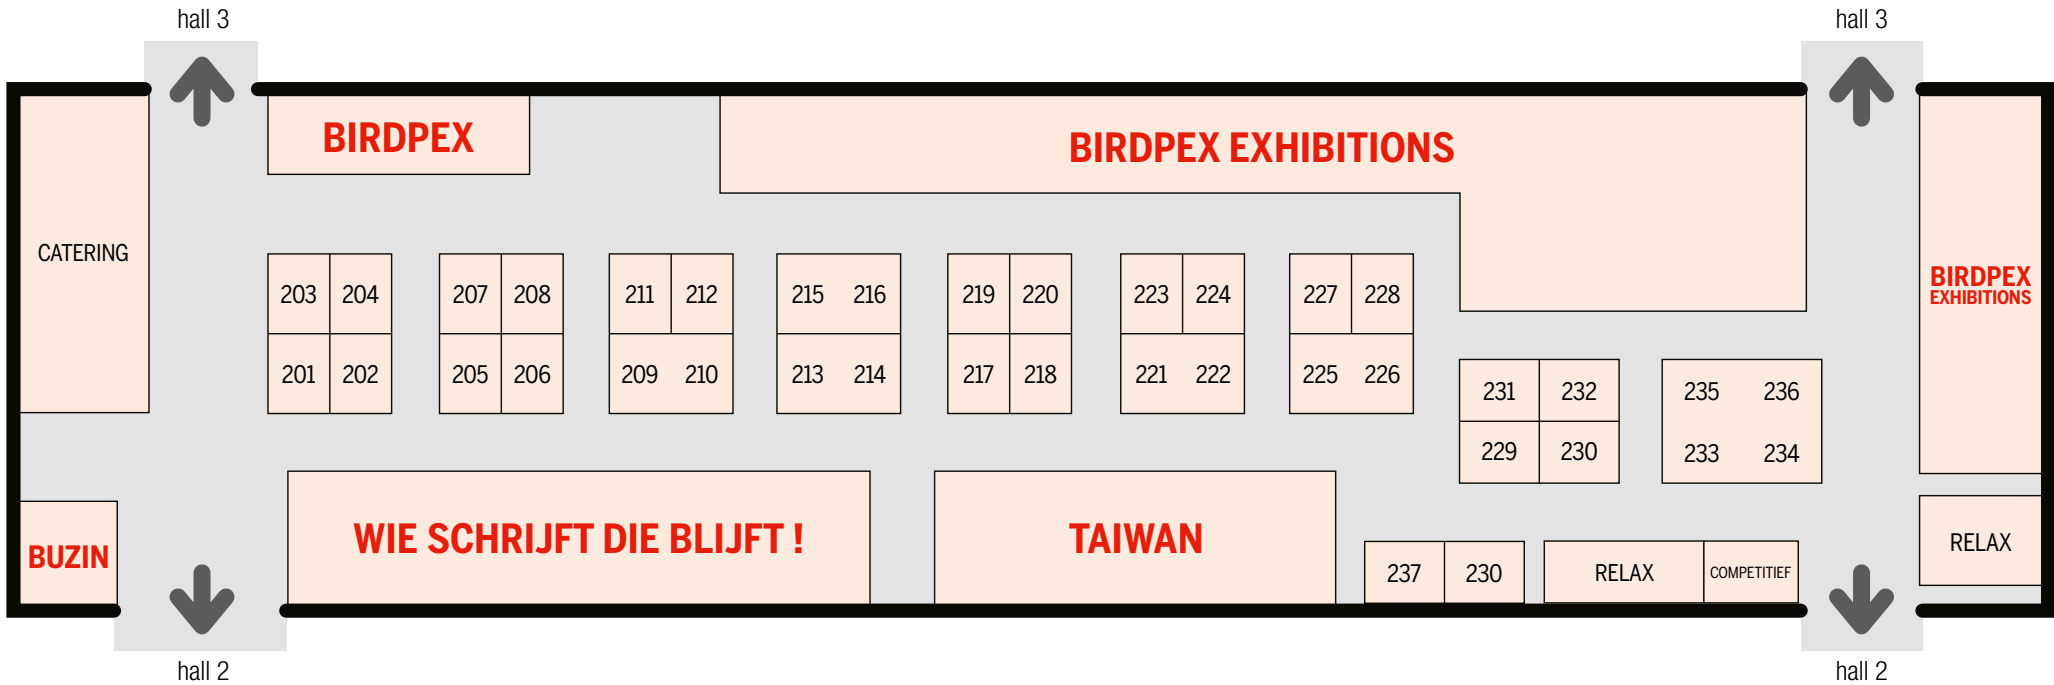 hall 3
hall 3
BIRDPEX
BIRDPEX EXHIBITIONS
CATERING
BIRDPEX
EXHIBITIONS
203 204 207 208 211 212 215 216 219 220 223 224 227 228
201 202 205 206 209 210 213 214 217 218 221 222 225 226
231 232 235 236
229 230 233 234
BUZIN
WIE SCHRIJFT DIE BLIJFT !
TAIWAN
237 230
RELAX
COMPETITIEF
RELAX
hall 2
hall 2